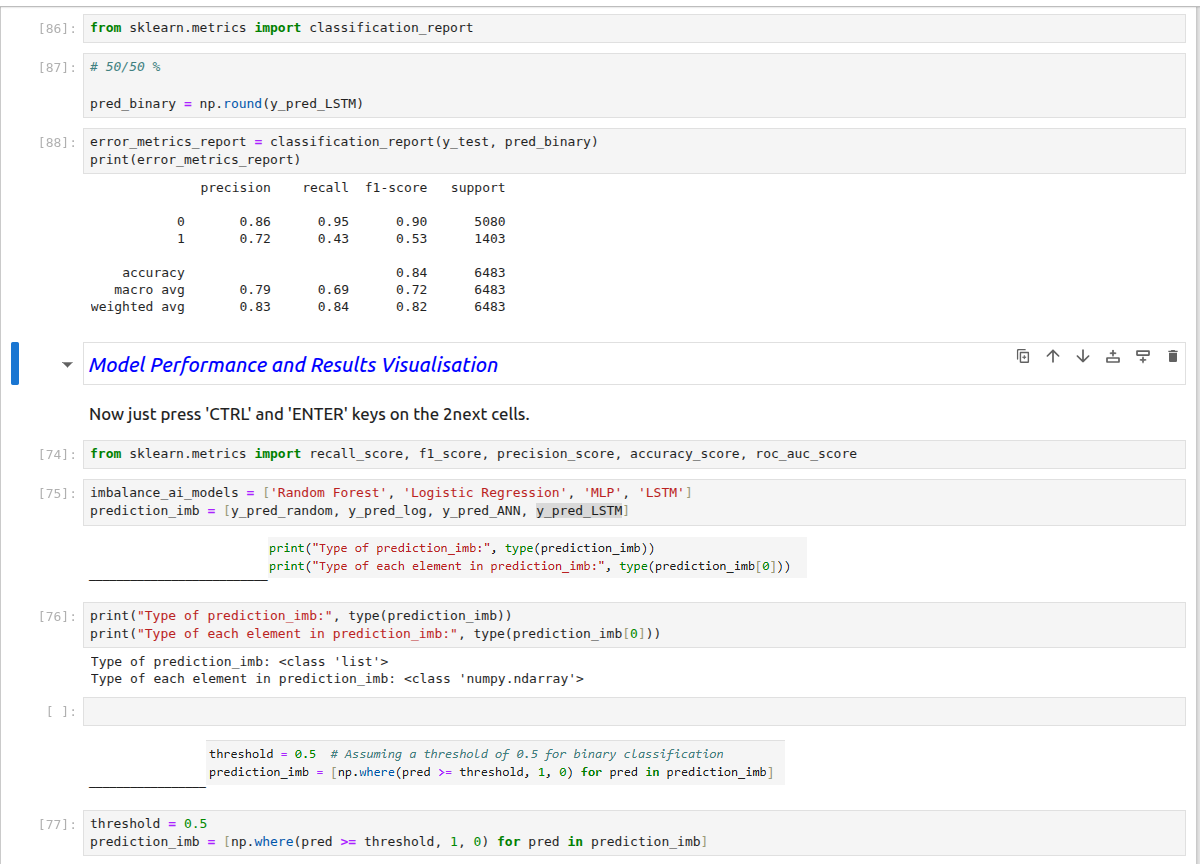 [86]: from sklearn.metrics import classification_report
[87]: # 50/50 %
pred_binary = np.round(y_pred_LSTM)
[88]: error_metrics_report = classification_report(y_test, pred_binary)
print(error_metrics_report)
precision recall f1-score support
0 0.86 0.95 0.90 5080
1 0.72 0.43 0.53 1403
accuracy 0.84 6483
macro avg 0.79 0.69 0.72 6483
weighted avg 0.83 0.84 0.82 6483
Model Performance and Results Visualisation
Now just press 'CTRL' and 'ENTER' keys on the 2next cells.
[74]: from sklearn.metrics import recall_score, f1_score, precision_score, accuracy_score, roc_auc_score
[75]: imbalance_ai_models = ['Random Forest', 'Logistic Regression', 'MLP', 'LSTM']
prediction_imb = [y_pred_random, y_pred_log, y_pred_ANN, y_pred_LSTM]
print("Type of prediction_imb:", type(prediction_imb))
print("Type of each element in prediction_imb:", type(prediction_imb[0]))
[76]: print("Type of prediction_imb:", type(prediction_imb))
print("Type of each element in prediction_imb:", type(prediction_imb[0]))
Type of prediction_imb: <class 'list'>
Type of each element in prediction_imb: <class 'numpy.ndarray'>
[ ]:
threshold = 0.5 # Assuming a threshold of 0.5 for binary classification
prediction_imb = [np.where(pred >= threshold, 1, 0) for pred in prediction_imb]
[77]: threshold = 0.5
prediction_imb = [np.where(pred >= threshold, 1, 0) for pred in prediction_imb]